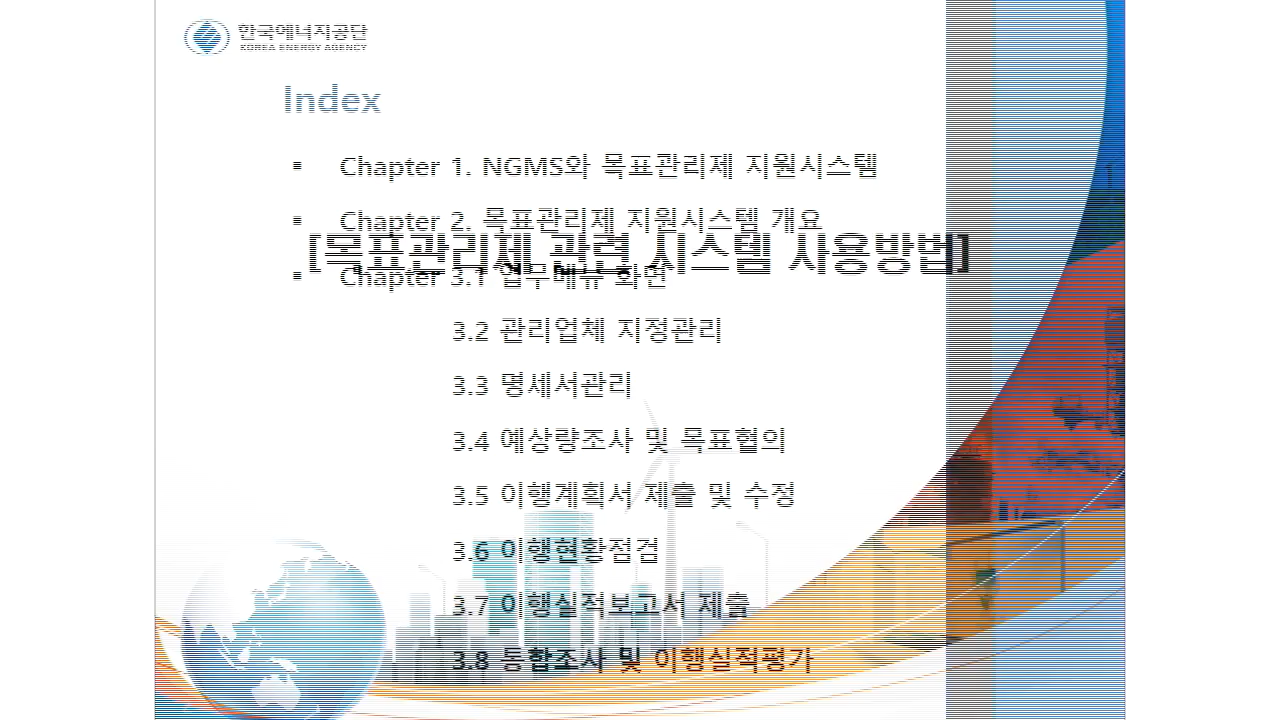 한국에너지공단
KOREA ENERGY AGENCY
Index
▪ Chapter 1. NGMS와 목표관리제 지원시스템
▪ Chapter 2. 목표관리제 지원시스템 개요
[목표관리제 관련 시스템 사용방법]
▪ Chapter 3.1 업무메뉴 화면
3.2 관리업체 지정관리
3.3 명세서관리
3.4 예상량조사 및 목표협의
3.5 이행계획서 제출 및 수정
3.6 이행현황점검
3.7 이행실적보고서 제출
3.8 통합조사 및 이행실적평가